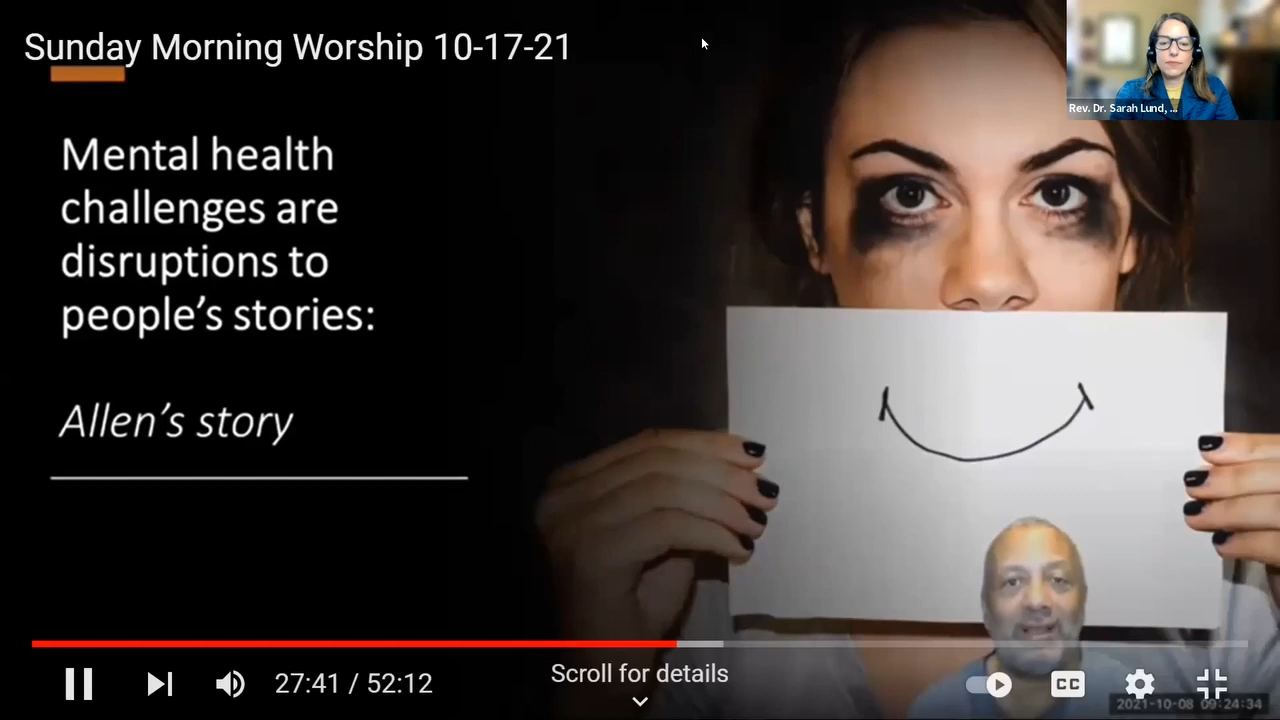 Sunday Morning Worship 10-17-21
Rev. Dr. Sarah Lund, ...
Mental health
challenges are
disruptions to
people's stories:
Allen's story
27:41 / 52:12
Scroll for details
CC
2021-10-08 09:24:34